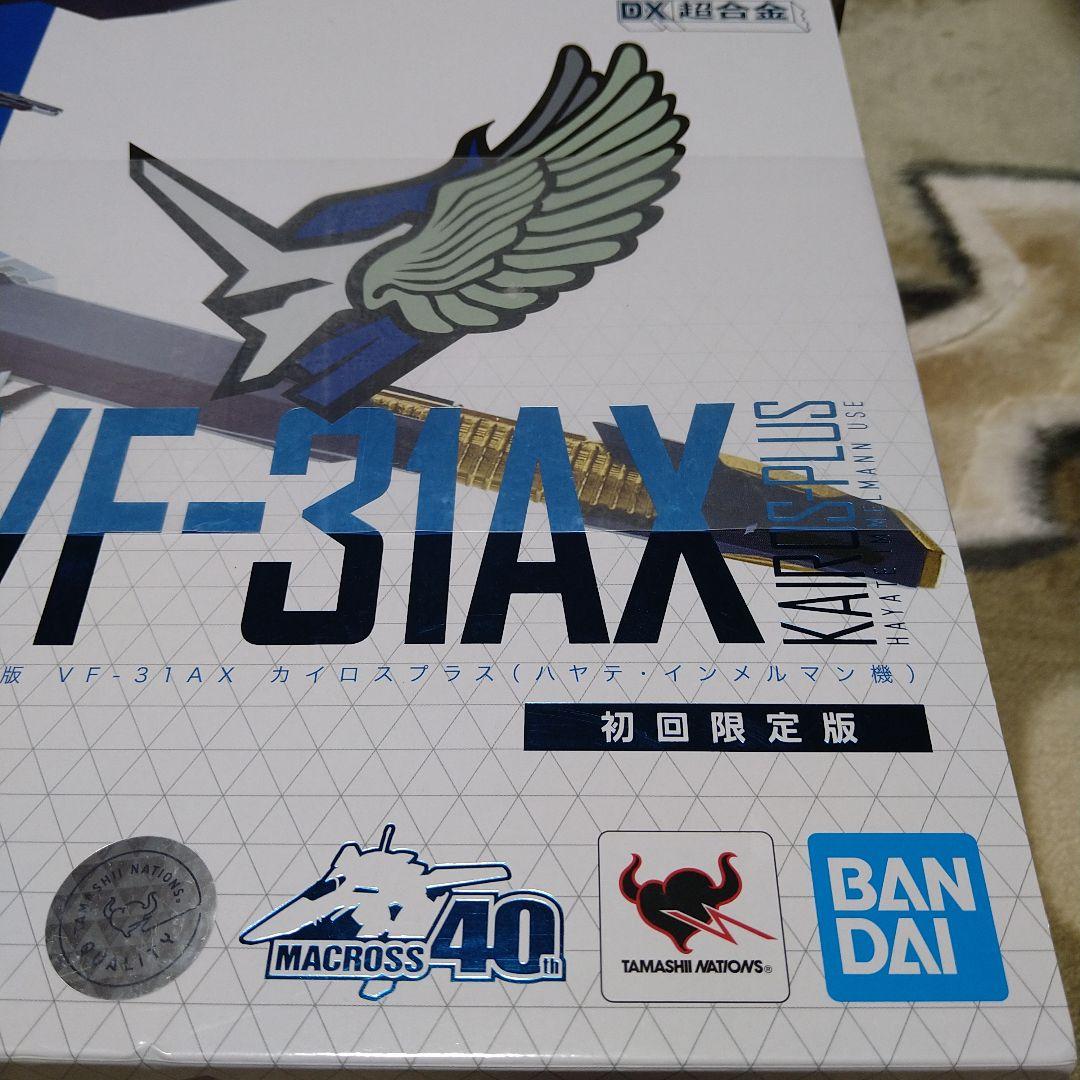 DX 超合金
VF-31AX
KAIROS-PLUS
HAYATE IMMELMANN USE
版 VF-31AX カイロスプラス(ハヤテ・インメルマン機)
初回限定版
TAMASHII NATIONS
QUALITY
MACROSS 40th
TAMASHII NATIONS®
BAN
DAI